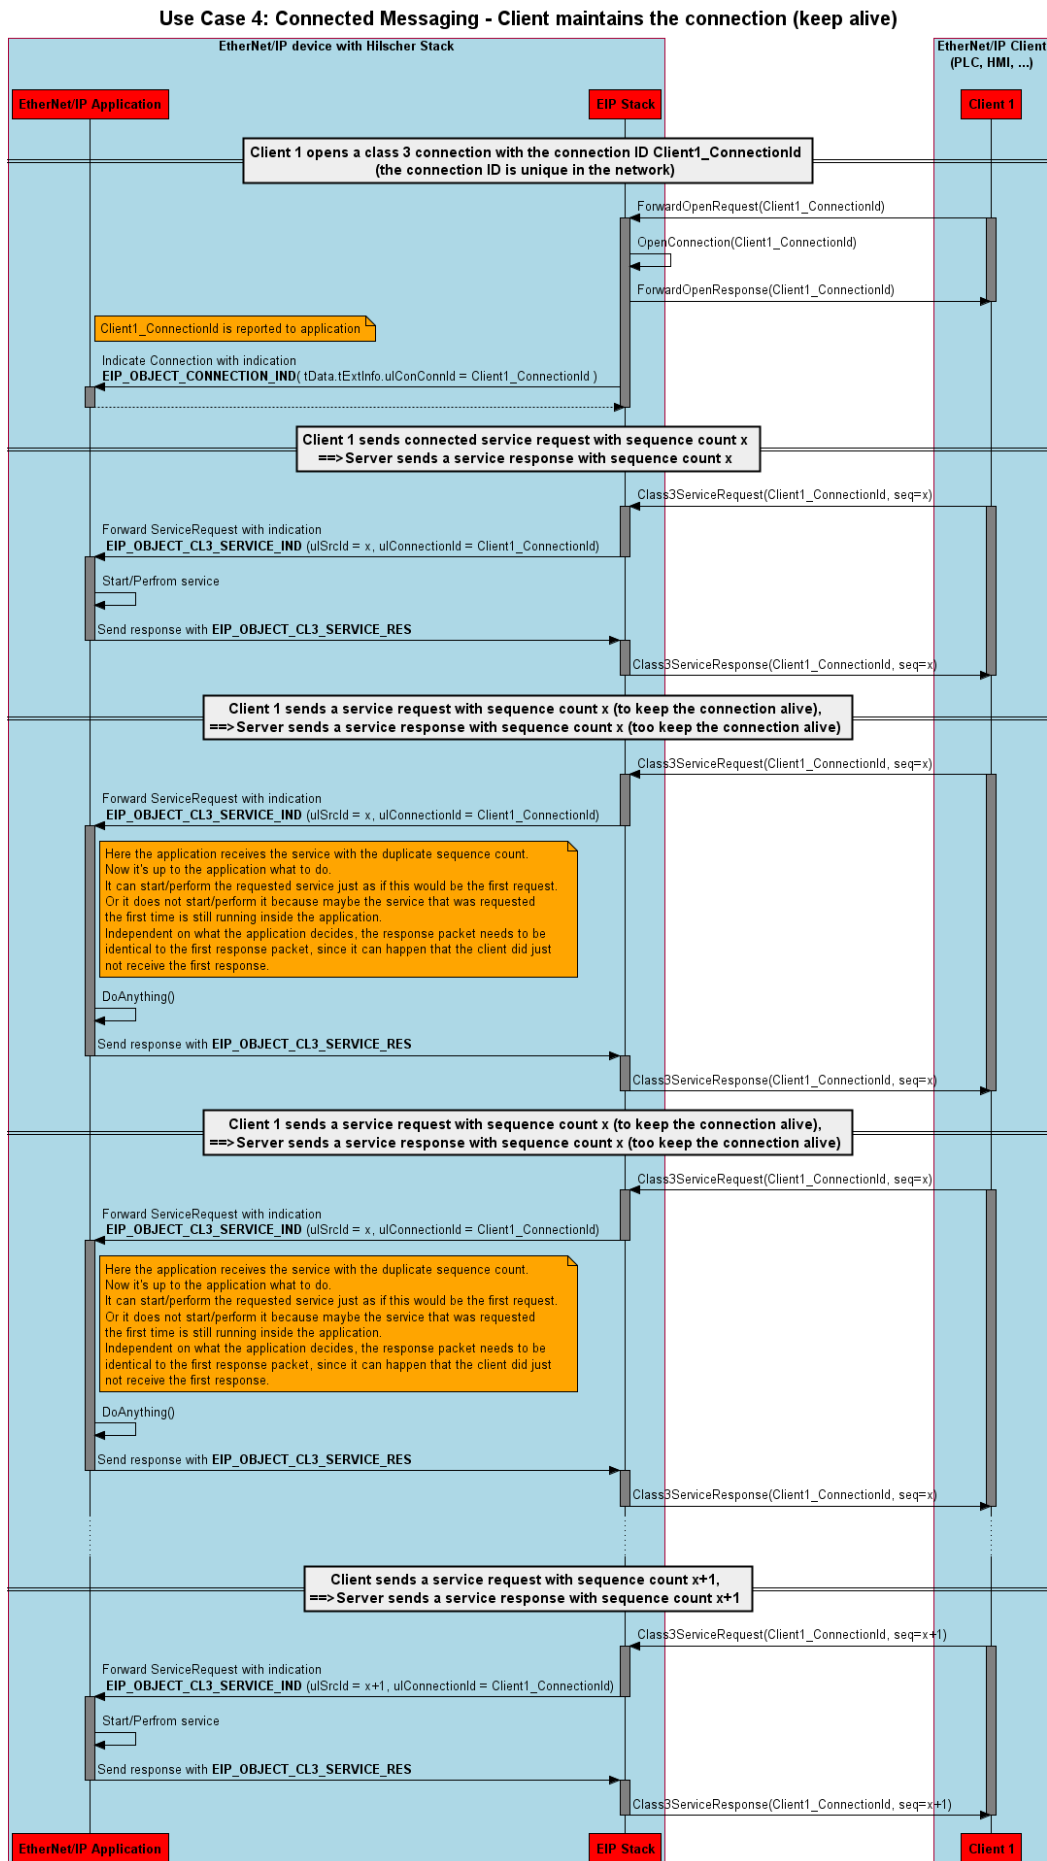 Use Case 4: Connected Messaging - Client maintains the connection (keep alive)
EtherNet/IP device with Hilscher Stack
EtherNet/IP Client
(PLC, HMI, ...)
EtherNet/IP Application
EIP Stack
Client 1
Client 1 opens a class 3 connection with the connection ID Client1_ConnectionId
(the connection ID is unique in the network)
ForwardOpenRequest(Client1_ConnectionId)
OpenConnection(Client1_ConnectionId)
ForwardOpenResponse(Client1_ConnectionId)
Client1_ConnectionId is reported to application
Indicate Connection with indication
EIP_OBJECT_CONNECTION_IND( tData.tExtInfo.ulConConnId = Client1_ConnectionId )
Client 1 sends connected service request with sequence count x
==>Server sends a service response with sequence count x
Class3ServiceRequest(Client1_ConnectionId, seq=x)
Forward ServiceRequest with indication
EIP_OBJECT_CL3_SERVICE_IND (ulSrcId = x, ulConnectionId = Client1_ConnectionId)
Start/Perfrom service
Send response with EIP_OBJECT_CL3_SERVICE_RES
Class3ServiceResponse(Client1_ConnectionId, seq=x)
Client 1 sends a service request with sequence count x (to keep the connection alive),
==>Server sends a service response with sequence count x (too keep the connection alive)
Class3ServiceRequest(Client1_ConnectionId, seq=x)
Forward ServiceRequest with indication
EIP_OBJECT_CL3_SERVICE_IND (ulSrcId = x, ulConnectionId = Client1_ConnectionId)
Here the application receives the service with the duplicate sequence count.
Now it's up to the application what to do.
It can start/perform the requested service just as if this would be the first request.
Or it does not start/perform it because maybe the service that was requested
the first time is still running inside the application.
Independent on what the application decides, the response packet needs to be
identical to the first response packet, since it can happen that the client did just
not receive the first response.
DoAnything()
Send response with EIP_OBJECT_CL3_SERVICE_RES
Class3ServiceResponse(Client1_ConnectionId, seq=x)
Client 1 sends a service request with sequence count x (to keep the connection alive),
==>Server sends a service response with sequence count x (too keep the connection alive)
Class3ServiceRequest(Client1_ConnectionId, seq=x)
Forward ServiceRequest with indication
EIP_OBJECT_CL3_SERVICE_IND (ulSrcId = x, ulConnectionId = Client1_ConnectionId)
Here the application receives the service with the duplicate sequence count.
Now it's up to the application what to do.
It can start/perform the requested service just as if this would be the first request.
Or it does not start/perform it because maybe the service that was requested
the first time is still running inside the application.
Independent on what the application decides, the response packet needs to be
identical to the first response packet, since it can happen that the client did just
not receive the first response.
DoAnything()
Send response with EIP_OBJECT_CL3_SERVICE_RES
Class3ServiceResponse(Client1_ConnectionId, seq=x)
Client sends a service request with sequence count x+1,
==>Server sends a service response with sequence count x+1
Class3ServiceRequest(Client1_ConnectionId, seq=x+1)
Forward ServiceRequest with indication
EIP_OBJECT_CL3_SERVICE_IND (ulSrcId = x+1, ulConnectionId = Client1_ConnectionId)
Start/Perfrom service
Send response with EIP_OBJECT_CL3_SERVICE_RES
Class3ServiceResponse(Client1_ConnectionId, seq=x+1)
EtherNet/IP Application
EIP Stack
Client 1